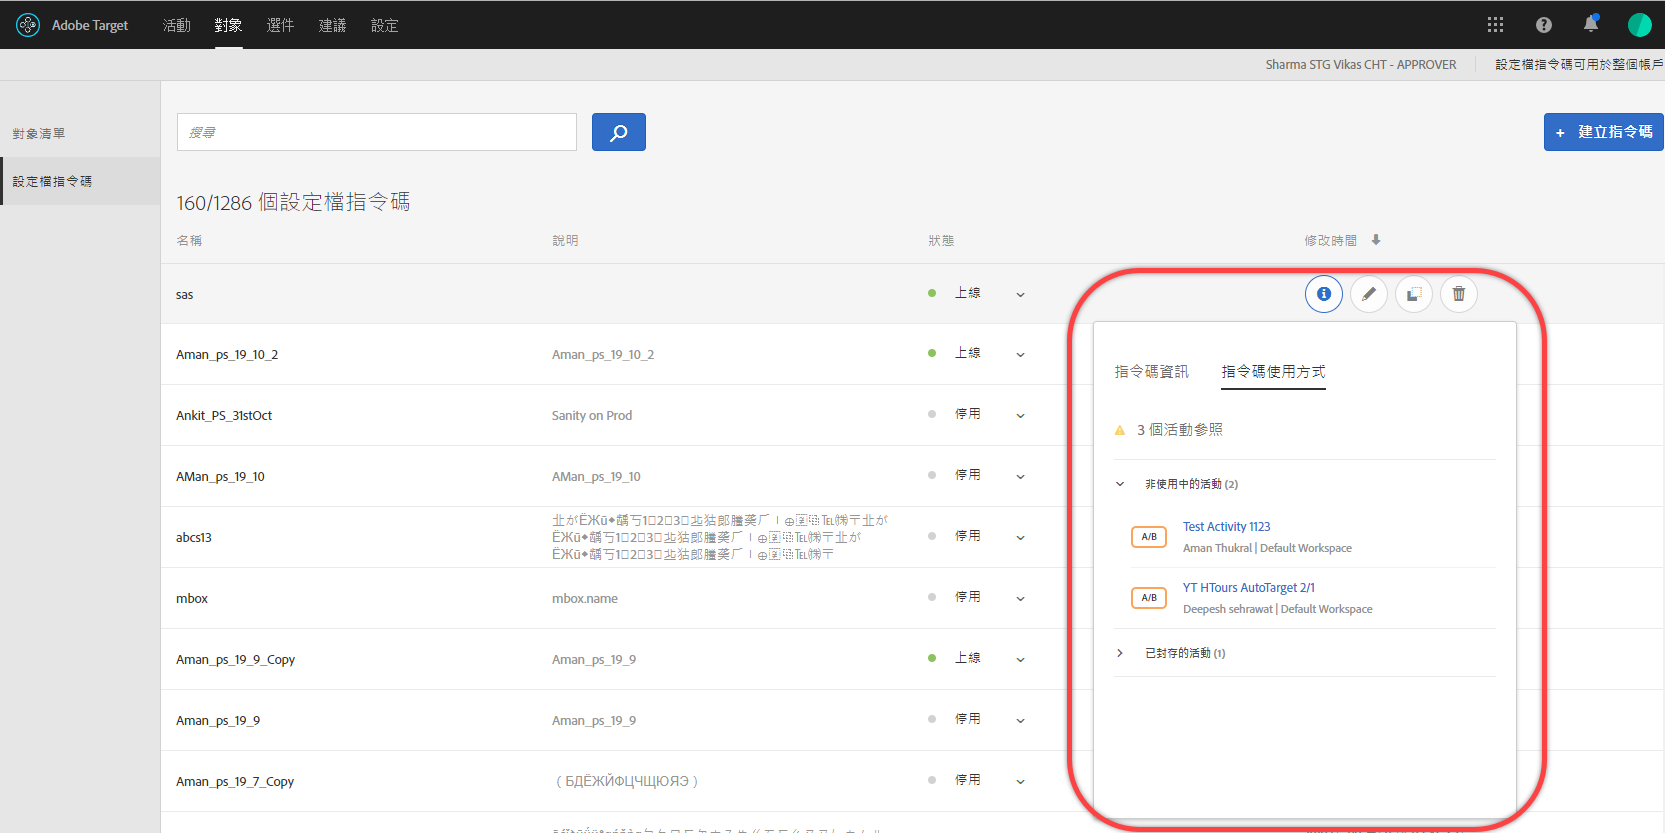 Adobe Target 活動 對象 選件 建議 設定
Sharma STG Vikas CHT - APPROVER 設定檔指令碼可用於整個帳戶
對象清單
設定檔指令碼
搜尋
+ 建立指令碼
160/1286 個設定檔指令碼
名稱 說明 狀態 修改時間
sas 上線
Aman_ps_19_10_2 Aman_ps_19_10_2 上線
Ankit_PS_31stOct Sanity on Prod 停用
AMan_ps_19_10 AMan_ps_19_10 停用
abcs13 停用
mbox mbox.name 停用
Aman_ps_19_9_Copy Aman_ps_19_9 上線
Aman_ps_19_9 Aman_ps_19_9 停用
Aman_ps_19_7_Copy （БДЁЖЙФЦЧЩЮЯЭ） 停用
指令碼資訊 指令碼使用方式
3 個活動參照
非使用中的活動 (2)
A/B Test Activity 1123
Aman Thukral | Default Workspace
A/B YT HTours AutoTarget 2/1
Deepesh sehrawat | Default Workspace
已封存的活動 (1)